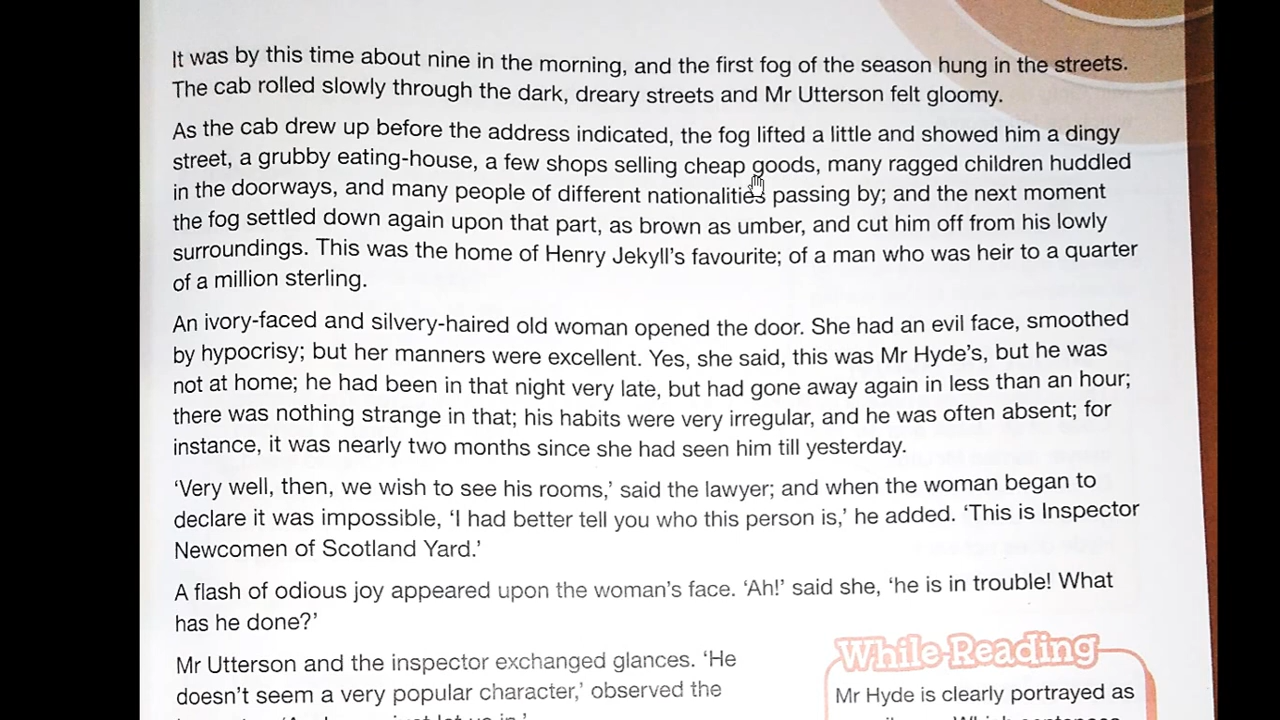 It was by this time about nine in the morning, and the first fog of the season hung in the streets.
The cab rolled slowly through the dark, dreary streets and Mr Utterson felt gloomy.
As the cab drew up before the address indicated, the fog lifted a little and showed him a dingy
street, a grubby eating-house, a few shops selling cheap goods, many ragged children huddled
in the doorways, and many people of different nationalities passing by; and the next moment
the fog settled down again upon that part, as brown as umber, and cut him off from his lowly
surroundings. This was the home of Henry Jekyll's favourite; of a man who was heir to a quarter
of a million sterling.
An ivory-faced and silvery-haired old woman opened the door. She had an evil face, smoothed
by hypocrisy; but her manners were excellent. Yes, she said, this was Mr Hyde's, but he was
not at home; he had been in that night very late, but had gone away again in less than an hour;
there was nothing strange in that; his habits were very irregular, and he was often absent; for
instance, it was nearly two months since she had seen him till yesterday.
'Very well, then, we wish to see his rooms,' said the lawyer; and when the woman began to
declare it was impossible, 'I had better tell you who this person is,' he added. 'This is Inspector
Newcomen of Scotland Yard.'
A flash of odious joy appeared upon the woman's face. 'Ah!' said she, 'he is in trouble! What
has he done?'
Mr Utterson and the inspector exchanged glances. 'He
doesn't seem a very popular character,' observed the
While-Reading
Mr Hyde is clearly portrayed as